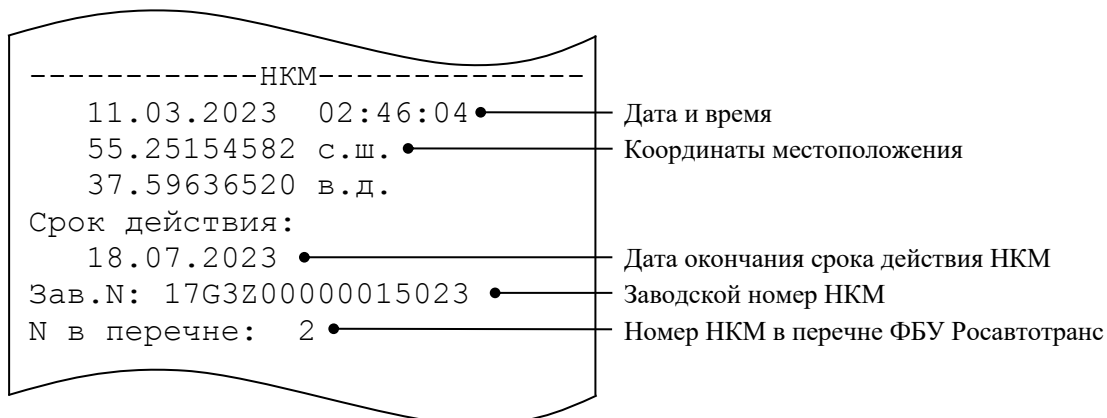 ------------НКМ--------------
11.03.2023 02:46:04 Дата и время
55.25154582 с.ш. Координаты местоположения
37.59636520 в.д.
Срок действия:
18.07.2023 Дата окончания срока действия НКМ
Зав.N: 17G3Z00000015023 Заводской номер НКМ
N в перечне: 2 Номер НКМ в перечне ФБУ Росавтотранс